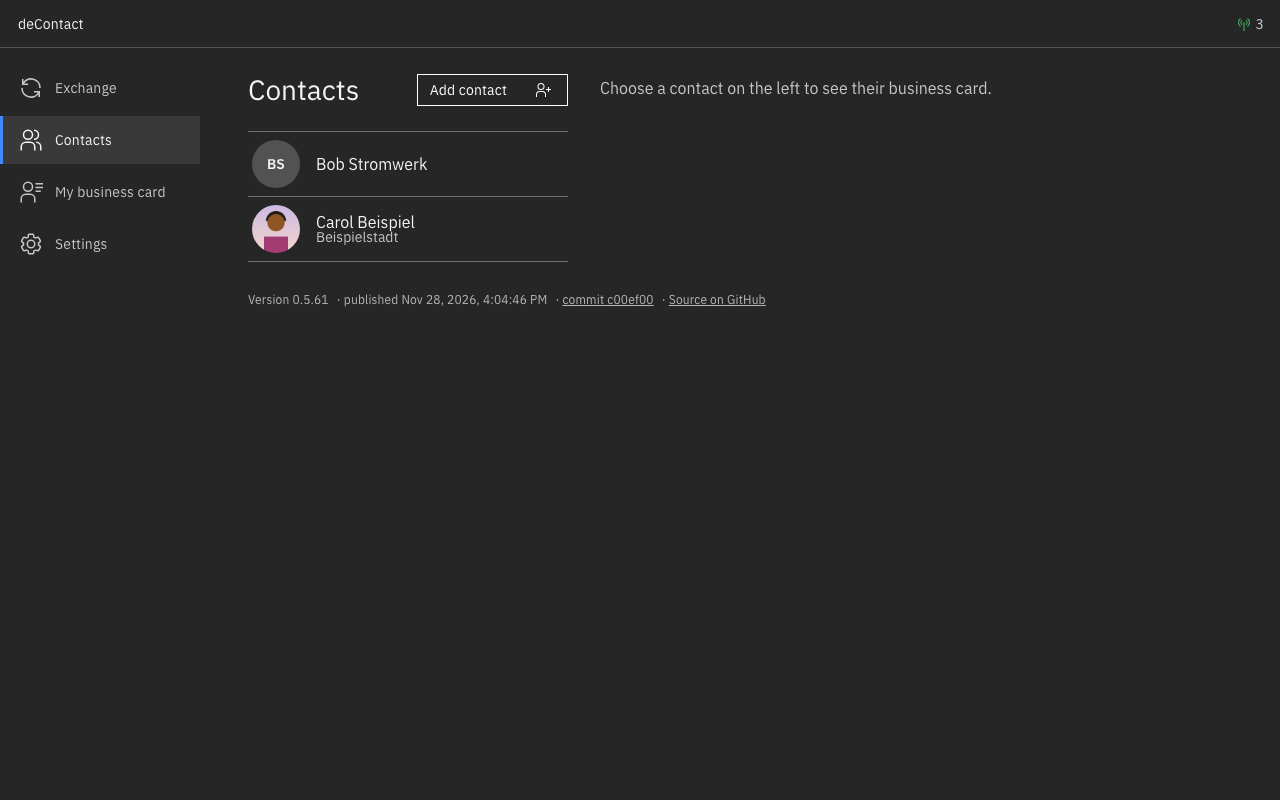 deContact
3
Exchange
Contacts
My business card
Settings
Contacts
Add contact
BS
Bob Stromwerk
Carol Beispiel
Beispielstadt
Choose a contact on the left to see their business card.
Version 0.5.61 · published Nov 28, 2026, 4:04:46 PM · commit c00ef00 · Source on GitHub